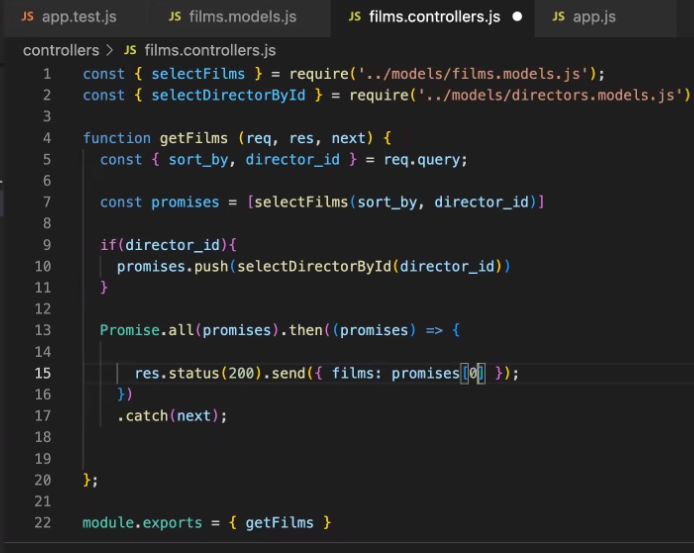 JS app.test.js JS films.models.js JS films.controllers.js JS app.js
controllers > JS films.controllers.js
1 const { selectFilms } = require('../models/films.models.js');
2 const { selectDirectorById } = require('../models/directors.models.js')
3
4 function getFilms (req, res, next) {
5 const { sort_by, director_id } = req.query;
6
7 const promises = [selectFilms(sort_by, director_id)]
8
9 if(director_id){
10 promises.push(selectDirectorById(director_id))
11 }
12
13 Promise.all(promises).then((promises) => {
14
15 res.status(200).send({ films: promises[0] });
16 })
17 .catch(next);
18
19
20 };
21
22 module.exports = { getFilms }